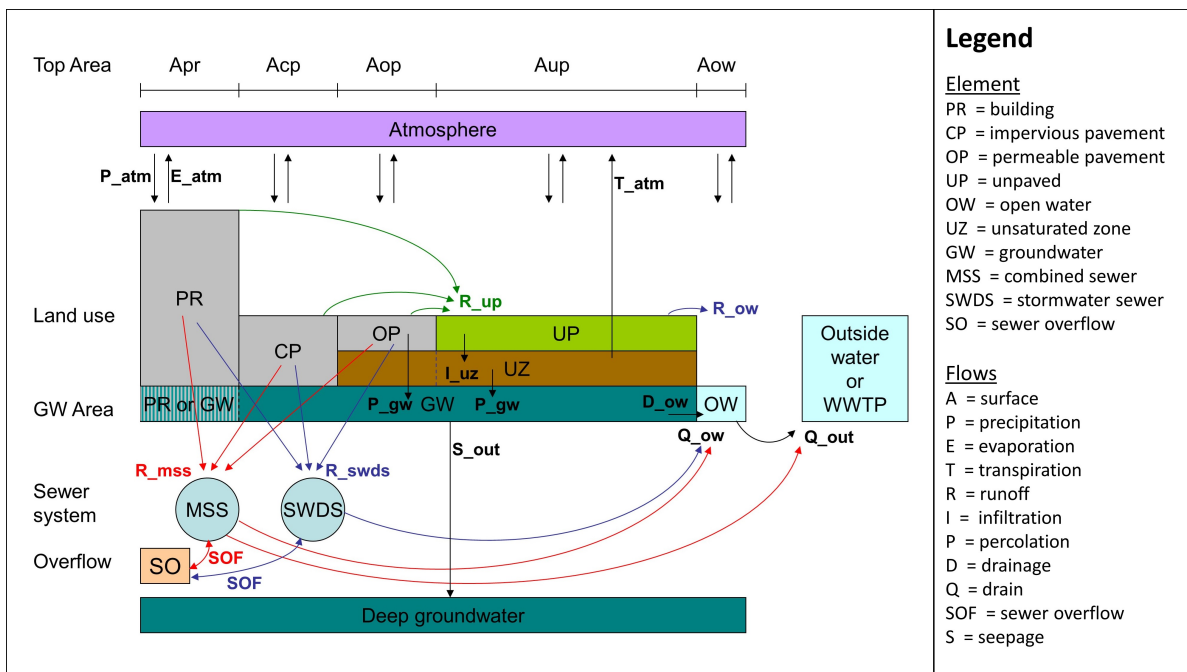 Top Area
Apr
Acp
Aop
Aup
Aow
Atmosphere
P_atm
E_atm
T_atm
Land use
PR
CP
OP
R_up
UP
R_ow
UZ
I_uz
Outside
water
or
WWTP
GW Area
PR or GW
P_gw
GW
P_gw
D_ow
OW
S_out
Q_ow
Q_out
R_mss
R_swds
Sewer
system
MSS
SWDS
Overflow
SO
SOF
SOF
Deep groundwater
Legend
Element
PR = building
CP = impervious pavement
OP = permeable pavement
UP = unpaved
OW = open water
UZ = unsaturated zone
GW = groundwater
MSS = combined sewer
SWDS = stormwater sewer
SO = sewer overflow
Flows
A = surface
P = precipitation
E = evaporation
T = transpiration
R = runoff
I = infiltration
P = percolation
D = drainage
Q = drain
SOF = sewer overflow
S = seepage